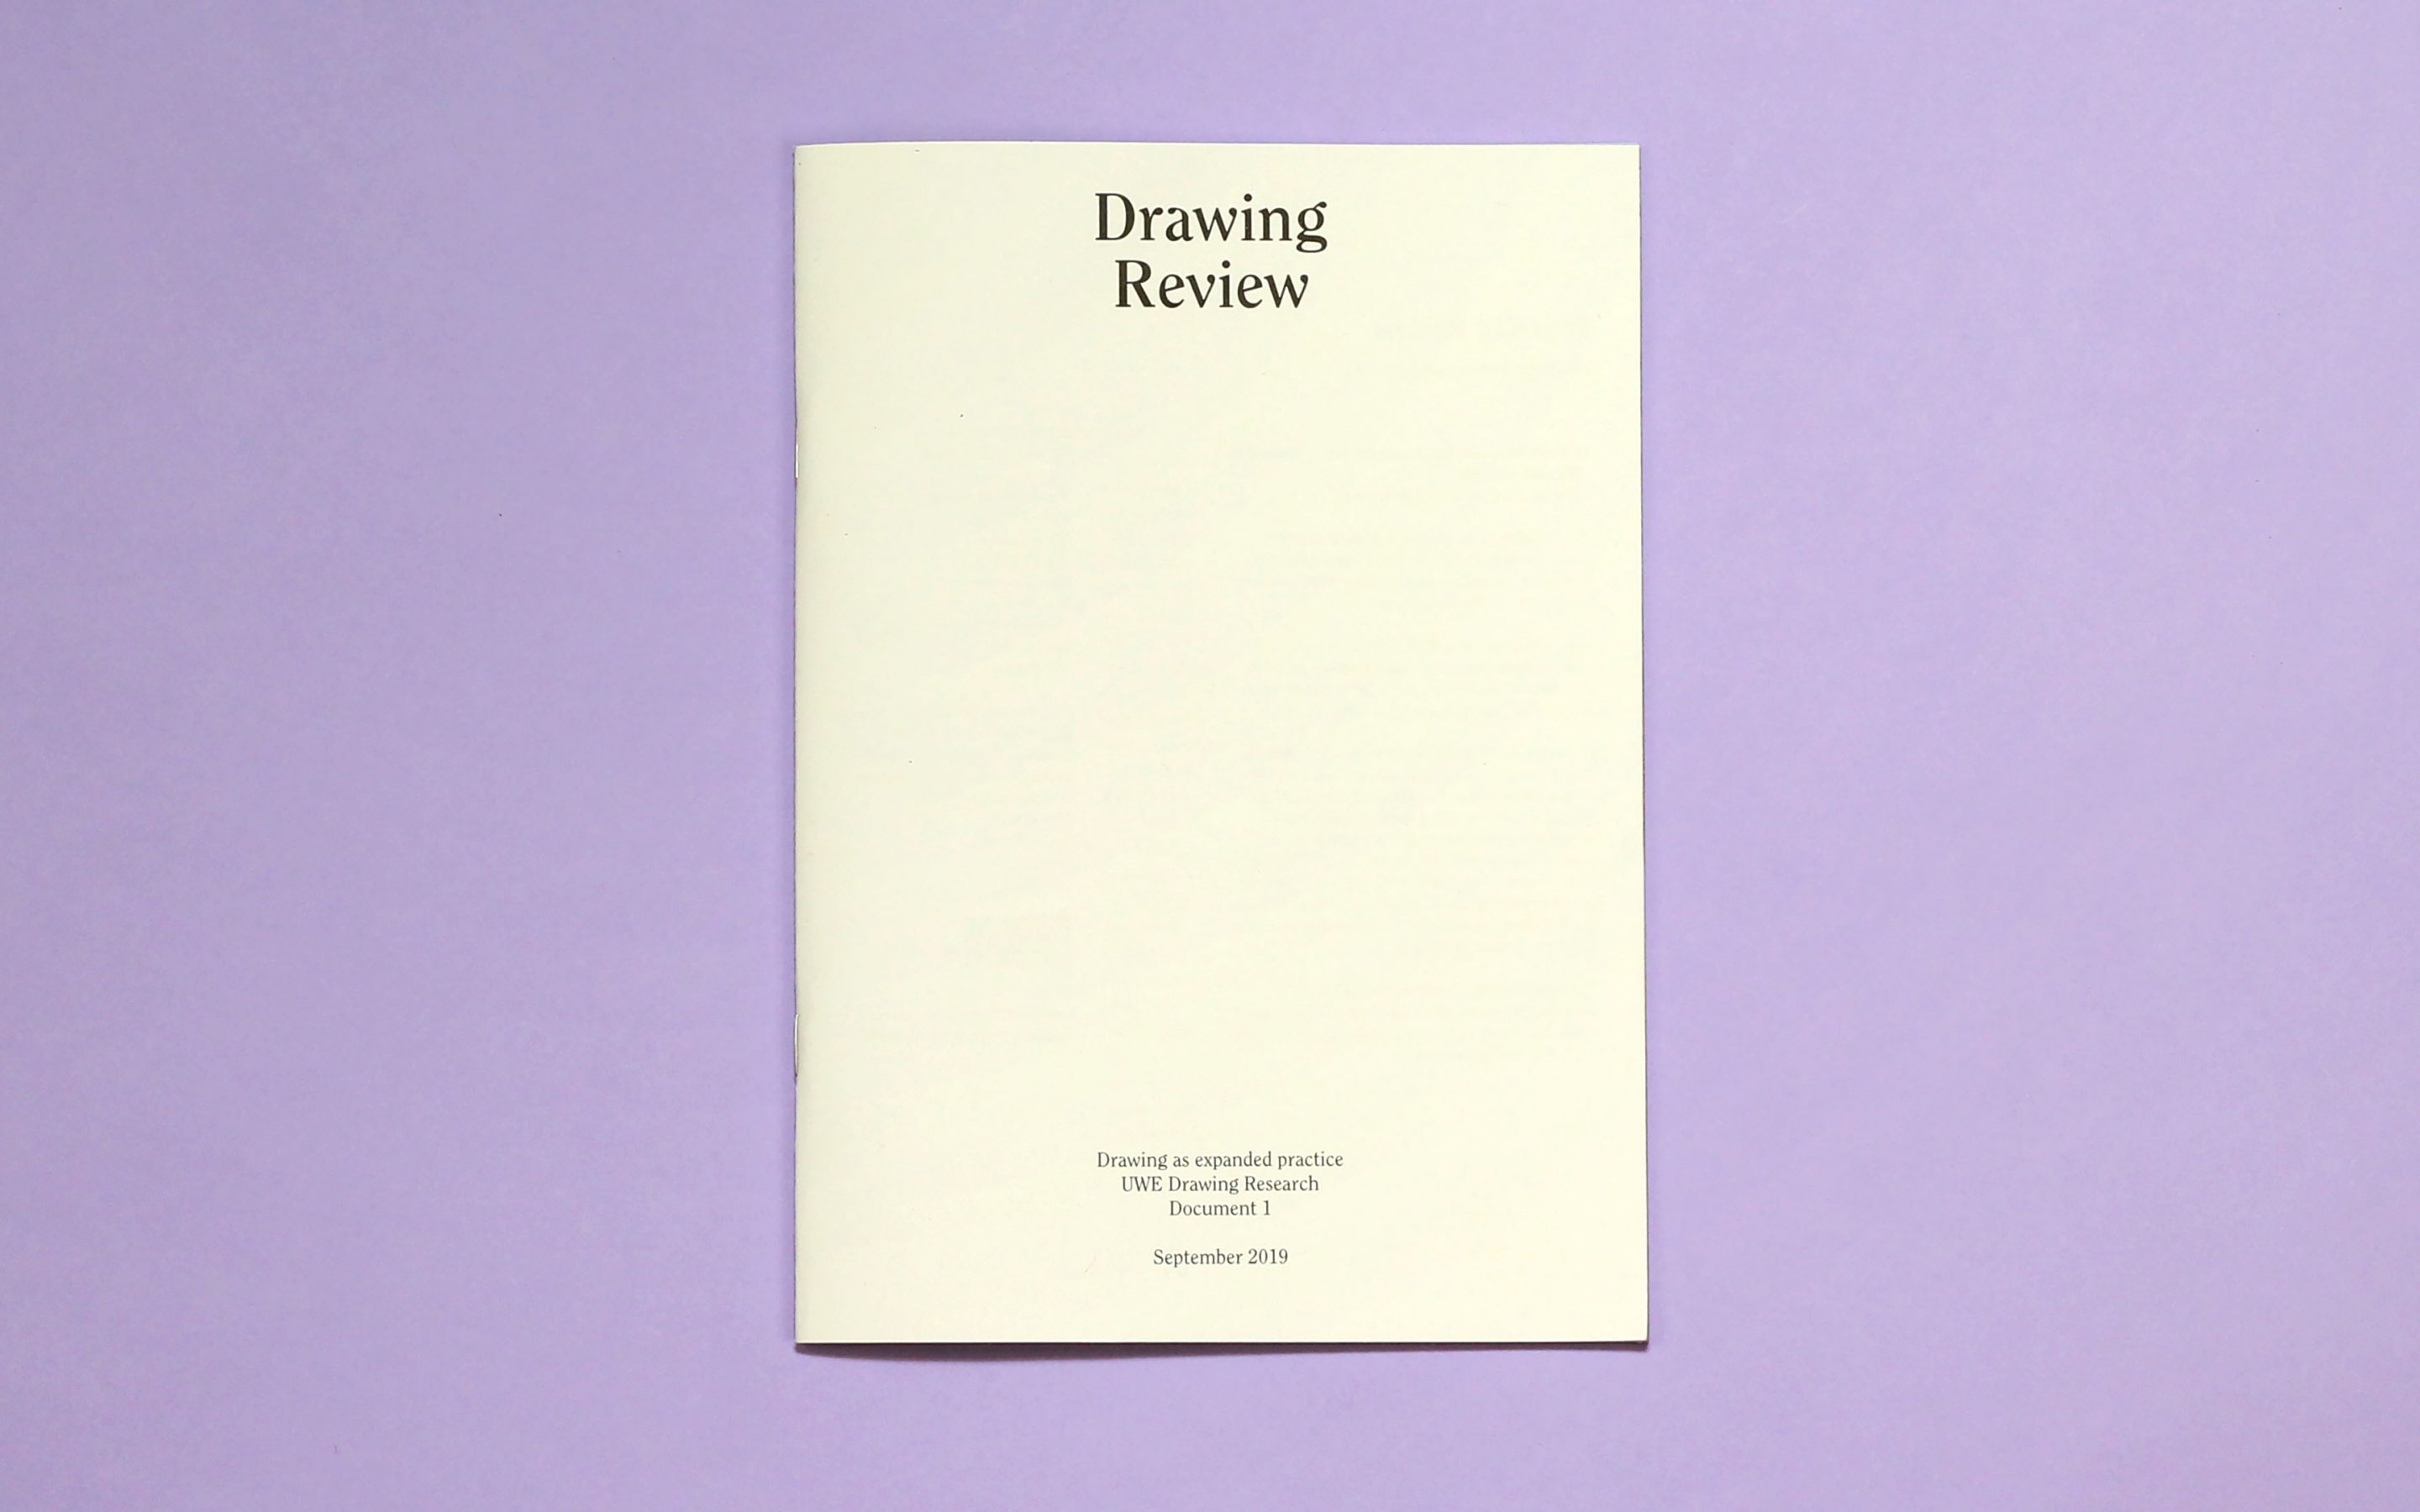 Drawing
Review
Drawing as expanded practice
UWE Drawing Research
Document 1
September 2019